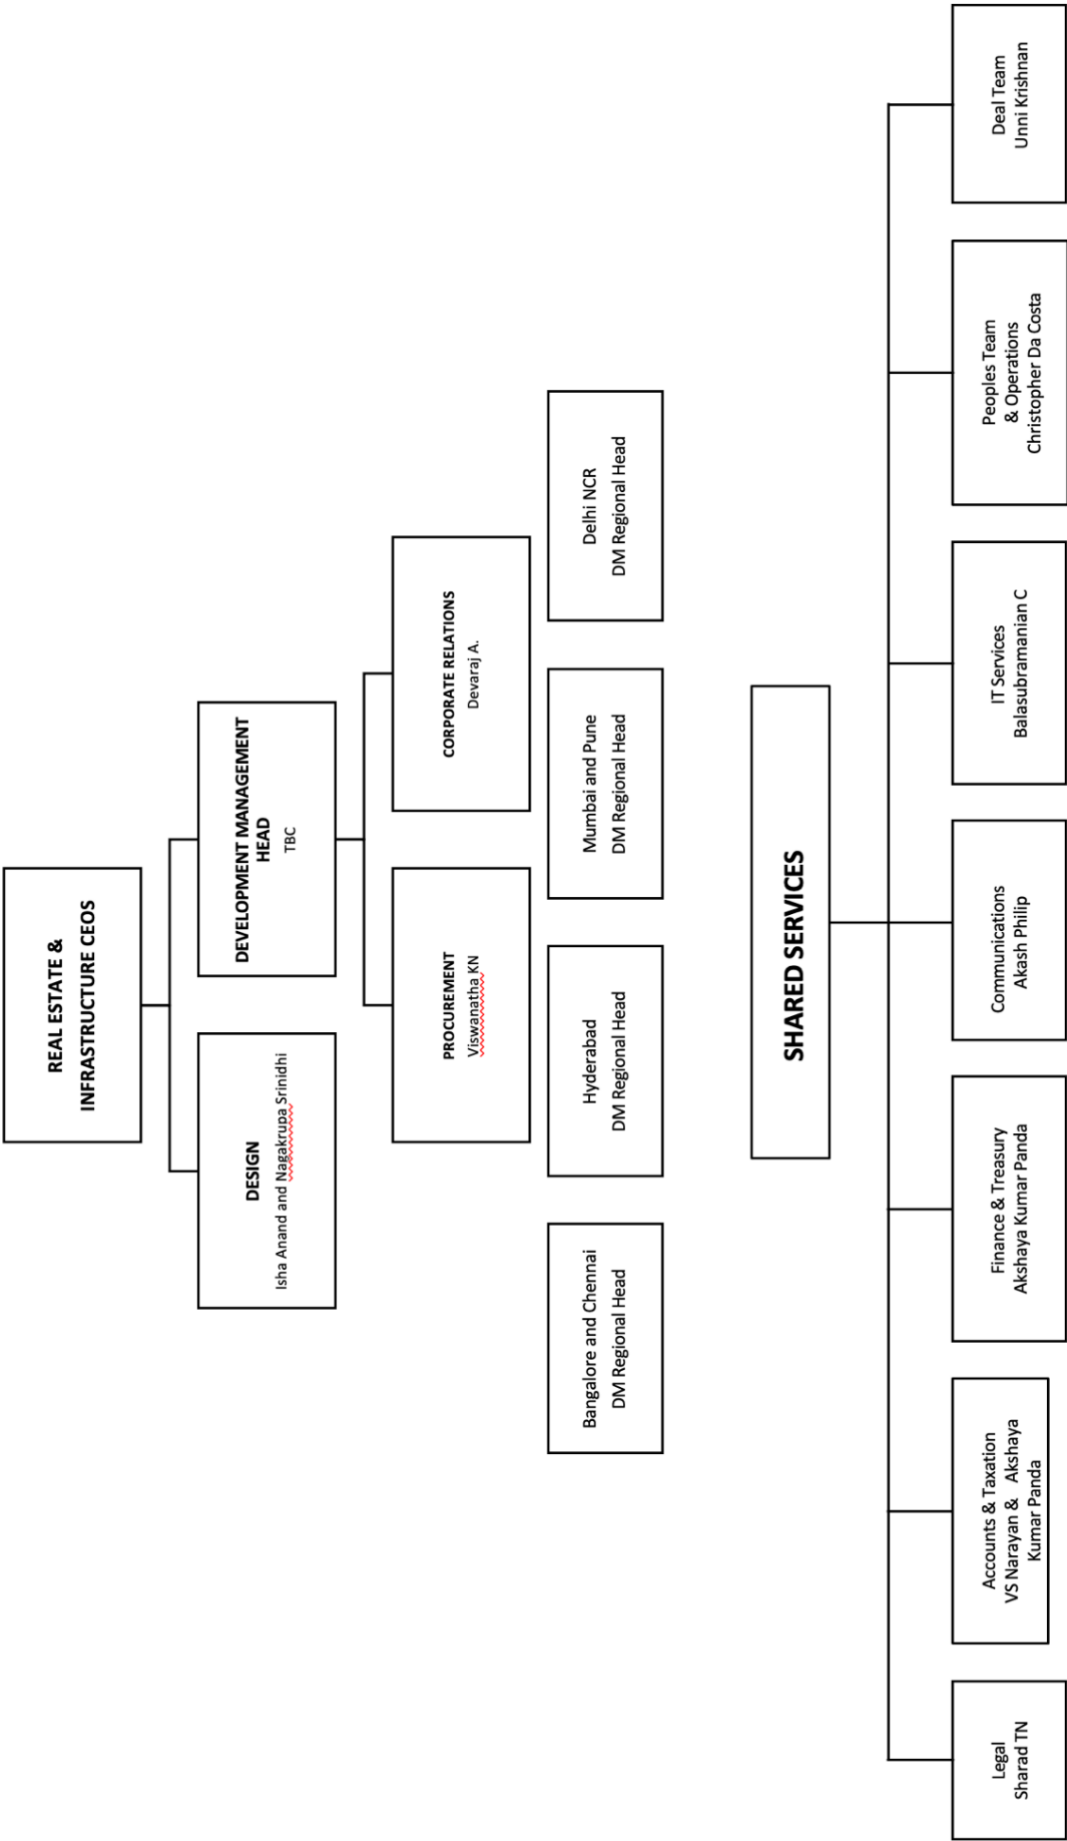 REAL ESTATE &
INFRASTRUCTURE CEOS
DESIGN
Isha Anand and Nagakrupa Srinidhi
DEVELOPMENT MANAGEMENT
HEAD
TBC
PROCUREMENT
Viswanatha KN
CORPORATE RELATIONS
Devaraj A.
Bangalore and Chennai
DM Regional Head
Hyderabad
DM Regional Head
Mumbai and Pune
DM Regional Head
Delhi NCR
DM Regional Head
SHARED SERVICES
Legal
Sharad TN
Accounts & Taxation
VS Narayan & Akshaya
Kumar Panda
Finance & Treasury
Akshaya Kumar Panda
Communications
Akash Philip
IT Services
Balasubramanian C
Peoples Team
& Operations
Christopher Da Costa
Deal Team
Unni Krishnan